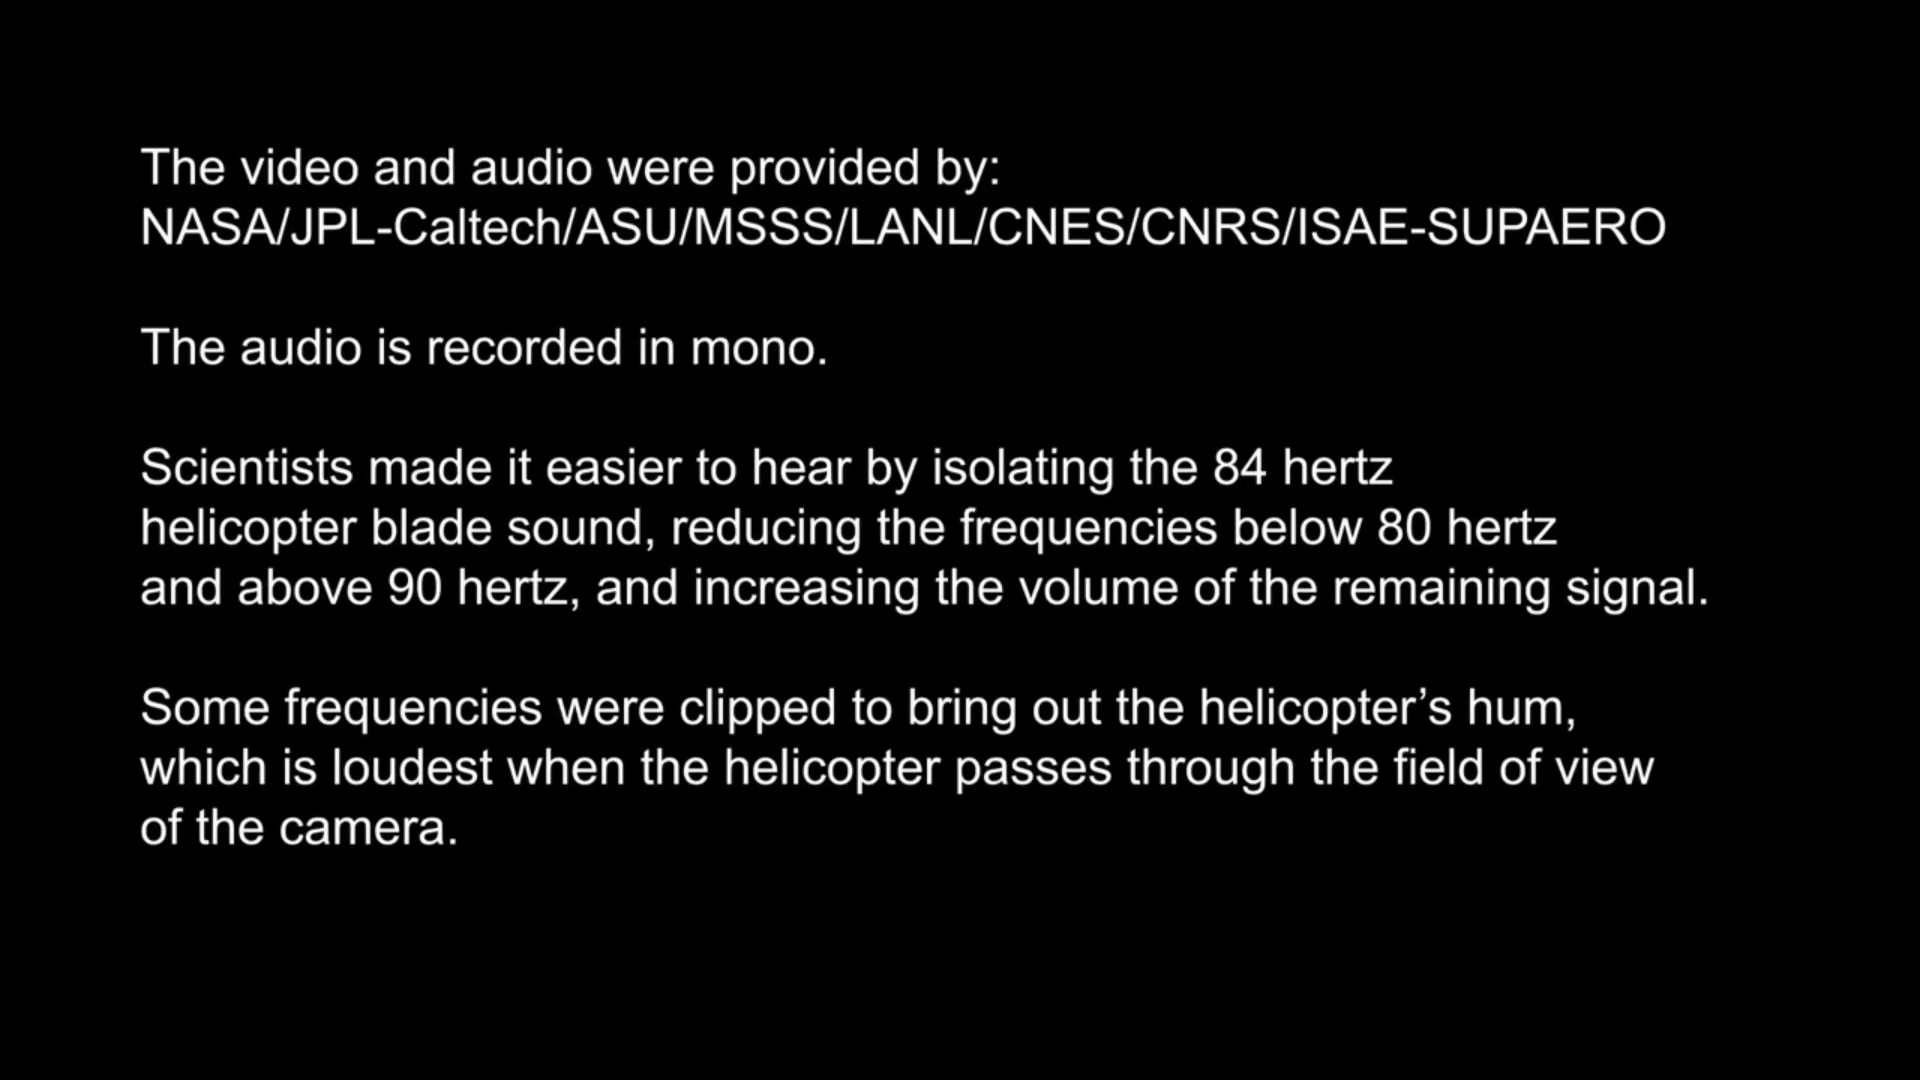 The video and audio were provided by:
NASA/JPL-Caltech/ASU/MSSS/LANL/CNES/CNRS/ISAE-SUPAERO
The audio is recorded in mono.
Scientists made it easier to hear by isolating the 84 hertz
helicopter blade sound, reducing the frequencies below 80 hertz
and above 90 hertz, and increasing the volume of the remaining signal.
Some frequencies were clipped to bring out the helicopter’s hum,
which is loudest when the helicopter passes through the field of view
of the camera.